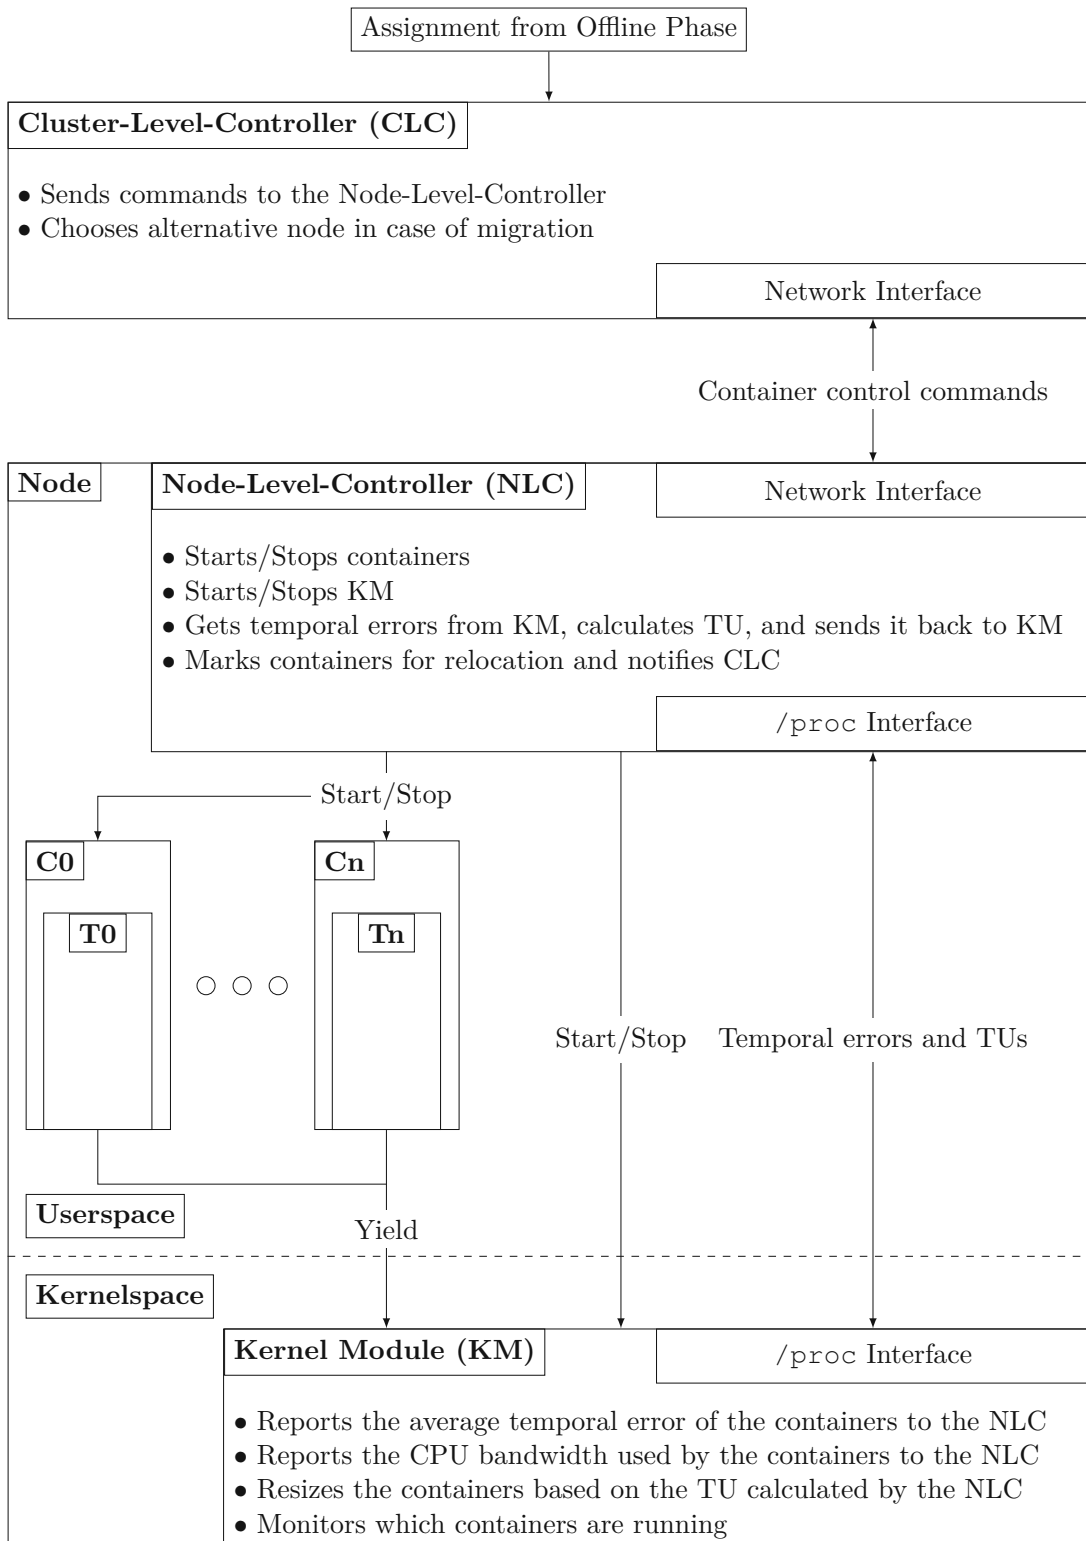 Assignment from Offline Phase
Cluster-Level-Controller (CLC)
• Sends commands to the Node-Level-Controller
• Chooses alternative node in case of migration
Network Interface
Container control commands
Node
Node-Level-Controller (NLC)
Network Interface
• Starts/Stops containers
• Starts/Stops KM
• Gets temporal errors from KM, calculates TU, and sends it back to KM
• Marks containers for relocation and notifies CLC
/proc Interface
Start/Stop
C0
Cn
T0
Tn
Start/Stop
Temporal errors and TUs
Userspace
Yield
Kernelspace
Kernel Module (KM)
/proc Interface
• Reports the average temporal error of the containers to the NLC
• Reports the CPU bandwidth used by the containers to the NLC
• Resizes the containers based on the TU calculated by the NLC
• Monitors which containers are running